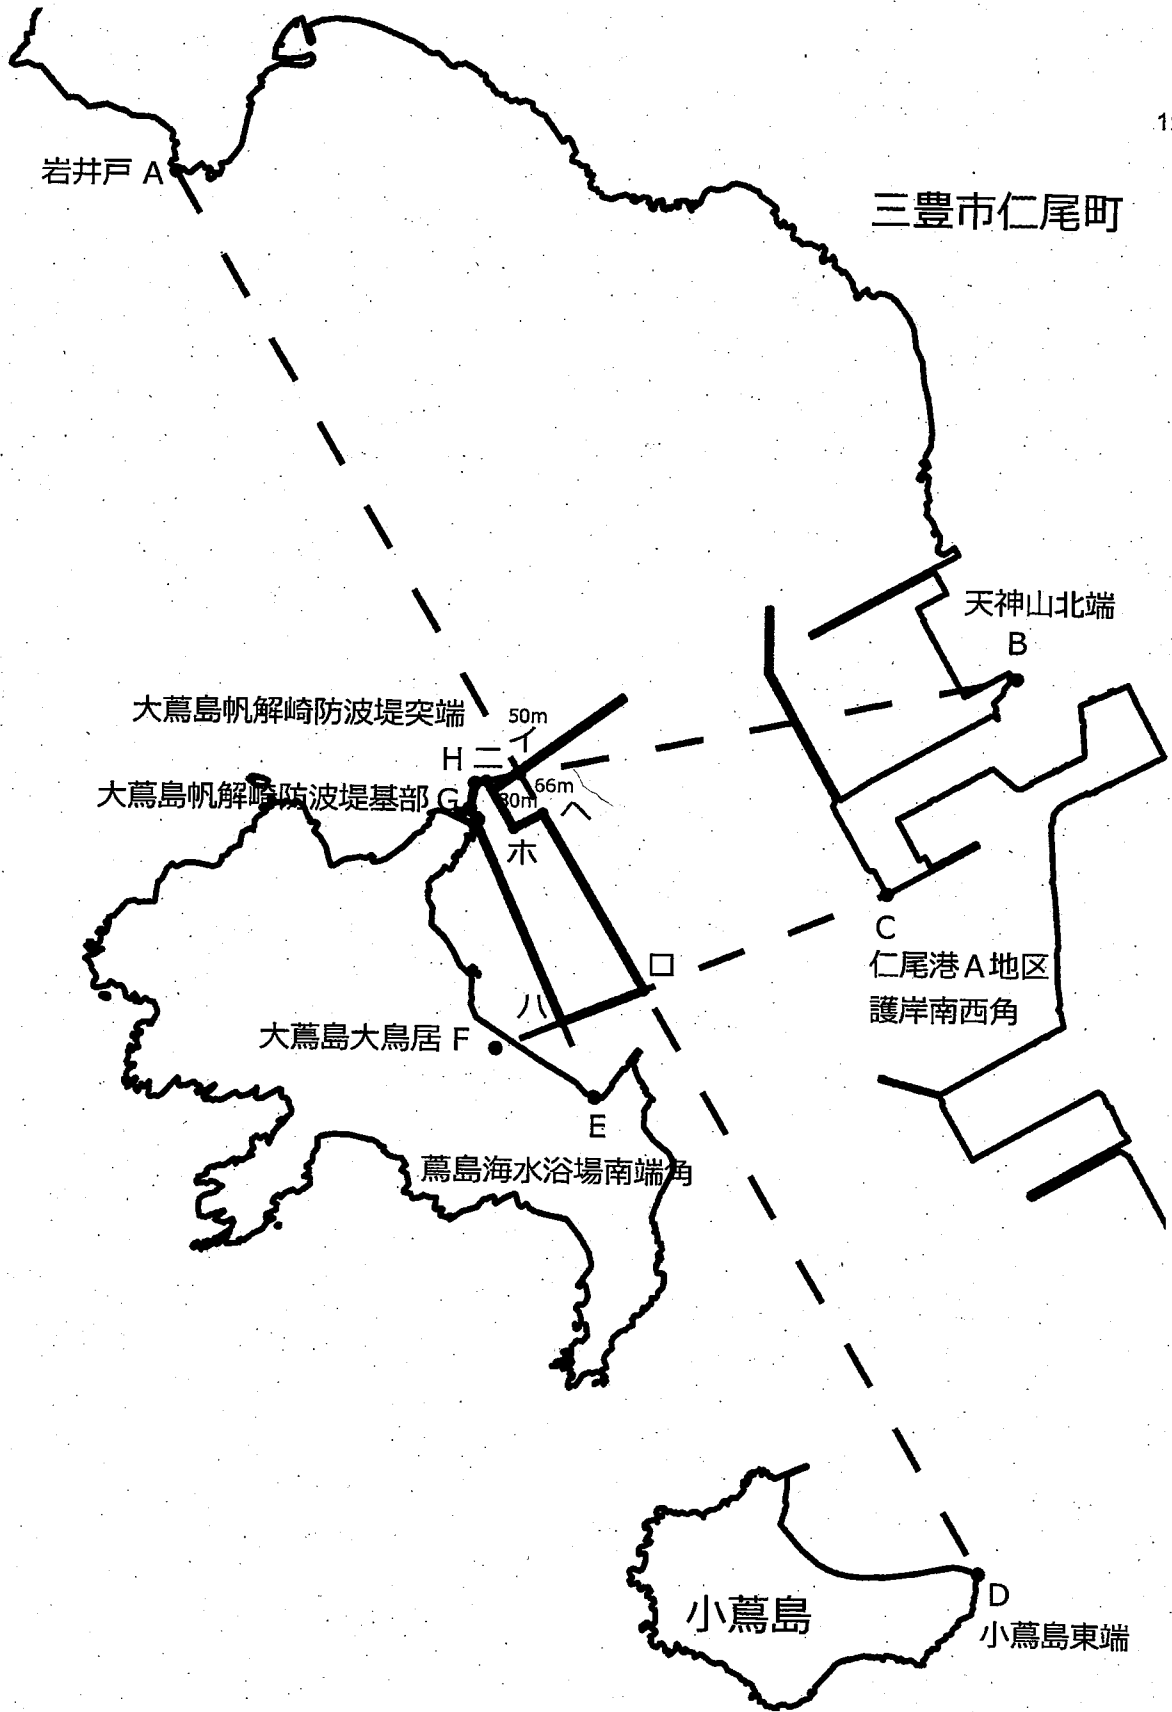 1
岩井戸 A
三豊市仁尾町
天神山北端
B
大蔦島帆解崎防波堤突端
50m
イ
H ニ
66m
大蔦島帆解崎防波堤基部 G
30m
ヘ
ホ
C
ロ
仁尾港A地区
護岸南西角
ハ
大蔦島大鳥居 F
E
蔦島海水浴場南端角
D
小蔦島
小蔦島東端